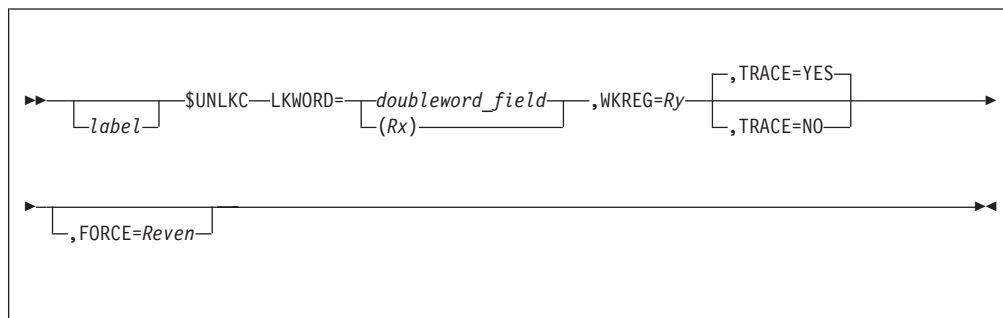 ,TRACE=YES
$UNLKC LKWORD= doubleword_field ,WKREG=Ry
label (Rx) ,TRACE=NO
,FORCE=Reven